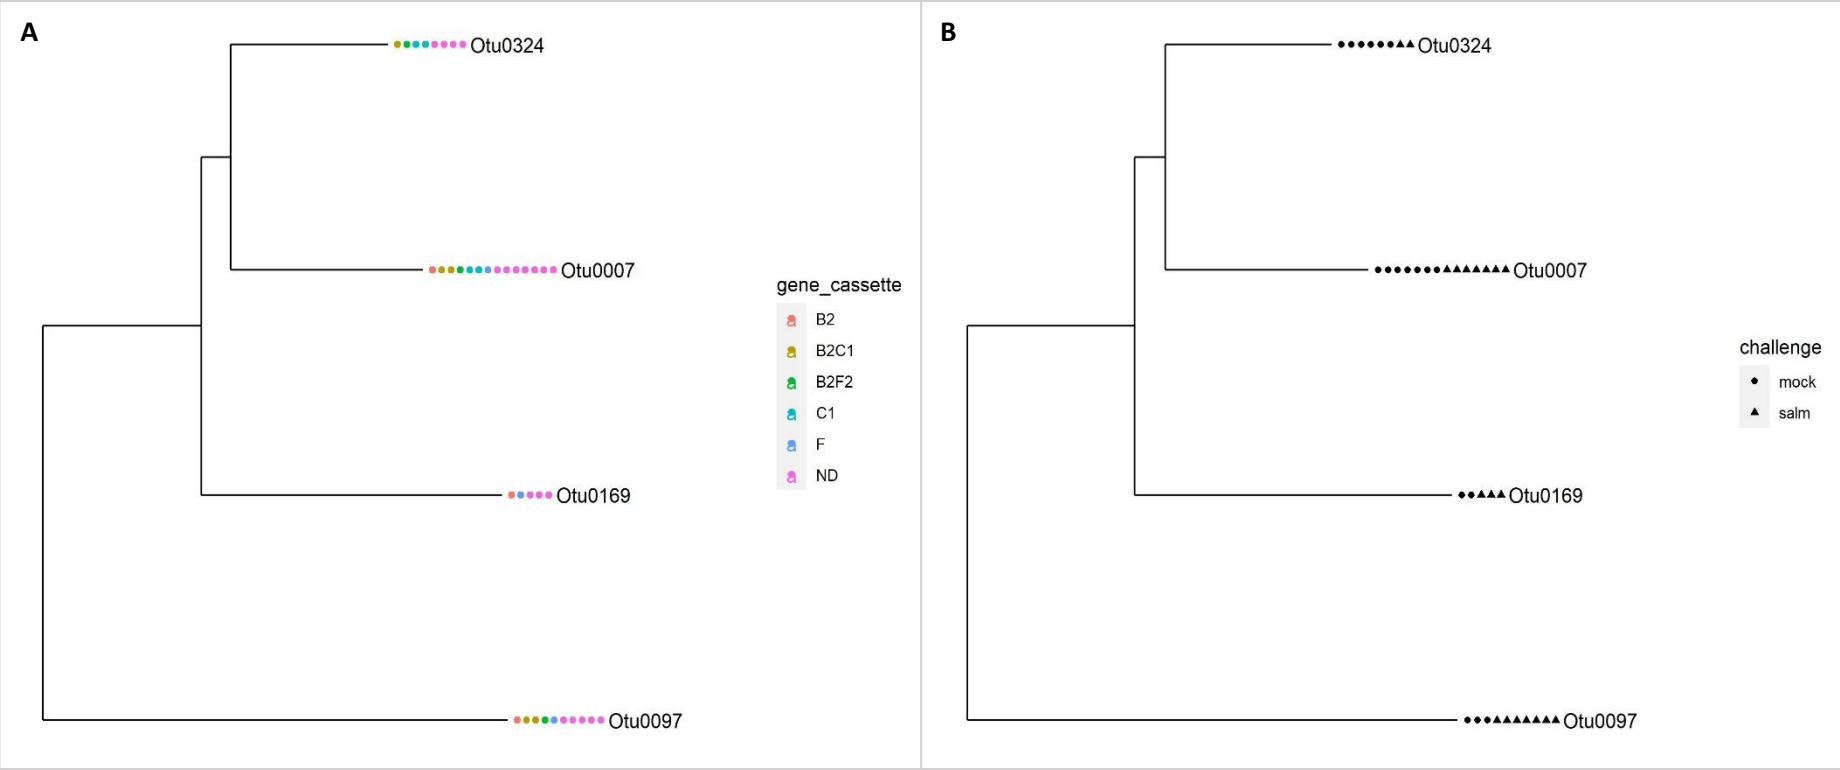 A
Otu0324
Otu0007
gene_cassette
B2
B2C1
B2F2
C1
F
ND
Otu0169
Otu0097
B
Otu0324
Otu0007
challenge
mock
salm
Otu0169
Otu0097